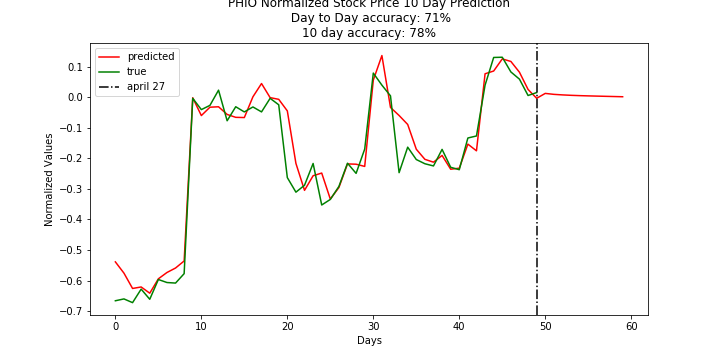 PHIO Normalized Stock Price 10 Day Prediction
Day to Day accuracy: 71%
10 day accuracy: 78%
predicted
true
april 27
0.1
0.0
−0.1
−0.2
−0.3
−0.4
−0.5
−0.6
−0.7
Normalized Values
0 10 20 30 40 50 60
Days